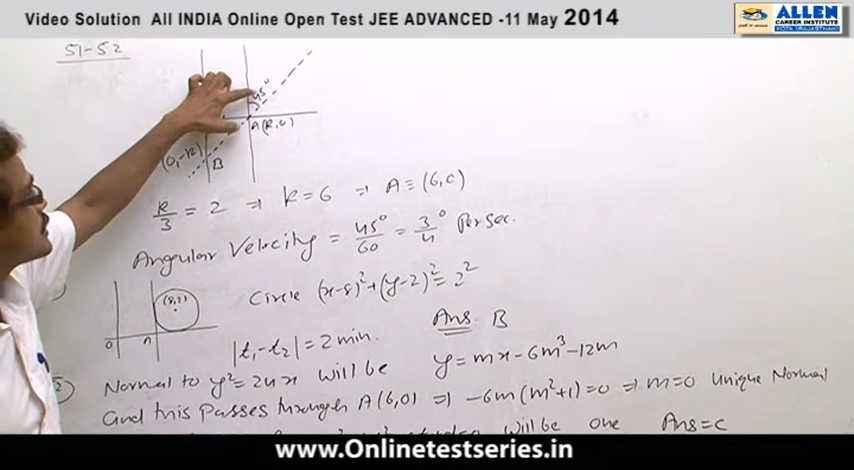 Video Solution All INDIA Online Open Test JEE ADVANCED -11 May 2014
ALLEN
CAREER INSTITUTE
KOTA (RAJASTHAN)
51-52
45°
A(k,0)
(0,-k)
B
k/3 = 2 ⇒ k=6 ⇒ A≡(6,0)
Angular Velocity = 45°/60 = 3°/4 Per Sec.
(8,2)
O
A
Circle (x-8)²+(y-2)²=2²
|t₁-t₂|=2 min.
Ans B
Normal to y²=24x will be y=mx-6m³-12m
and this Passes through A(6,0) ⇒ -6m(m²+1)=0 ⇒ m=0 Unique Normal
will be one Ans=C
www.Onlinetestseries.in